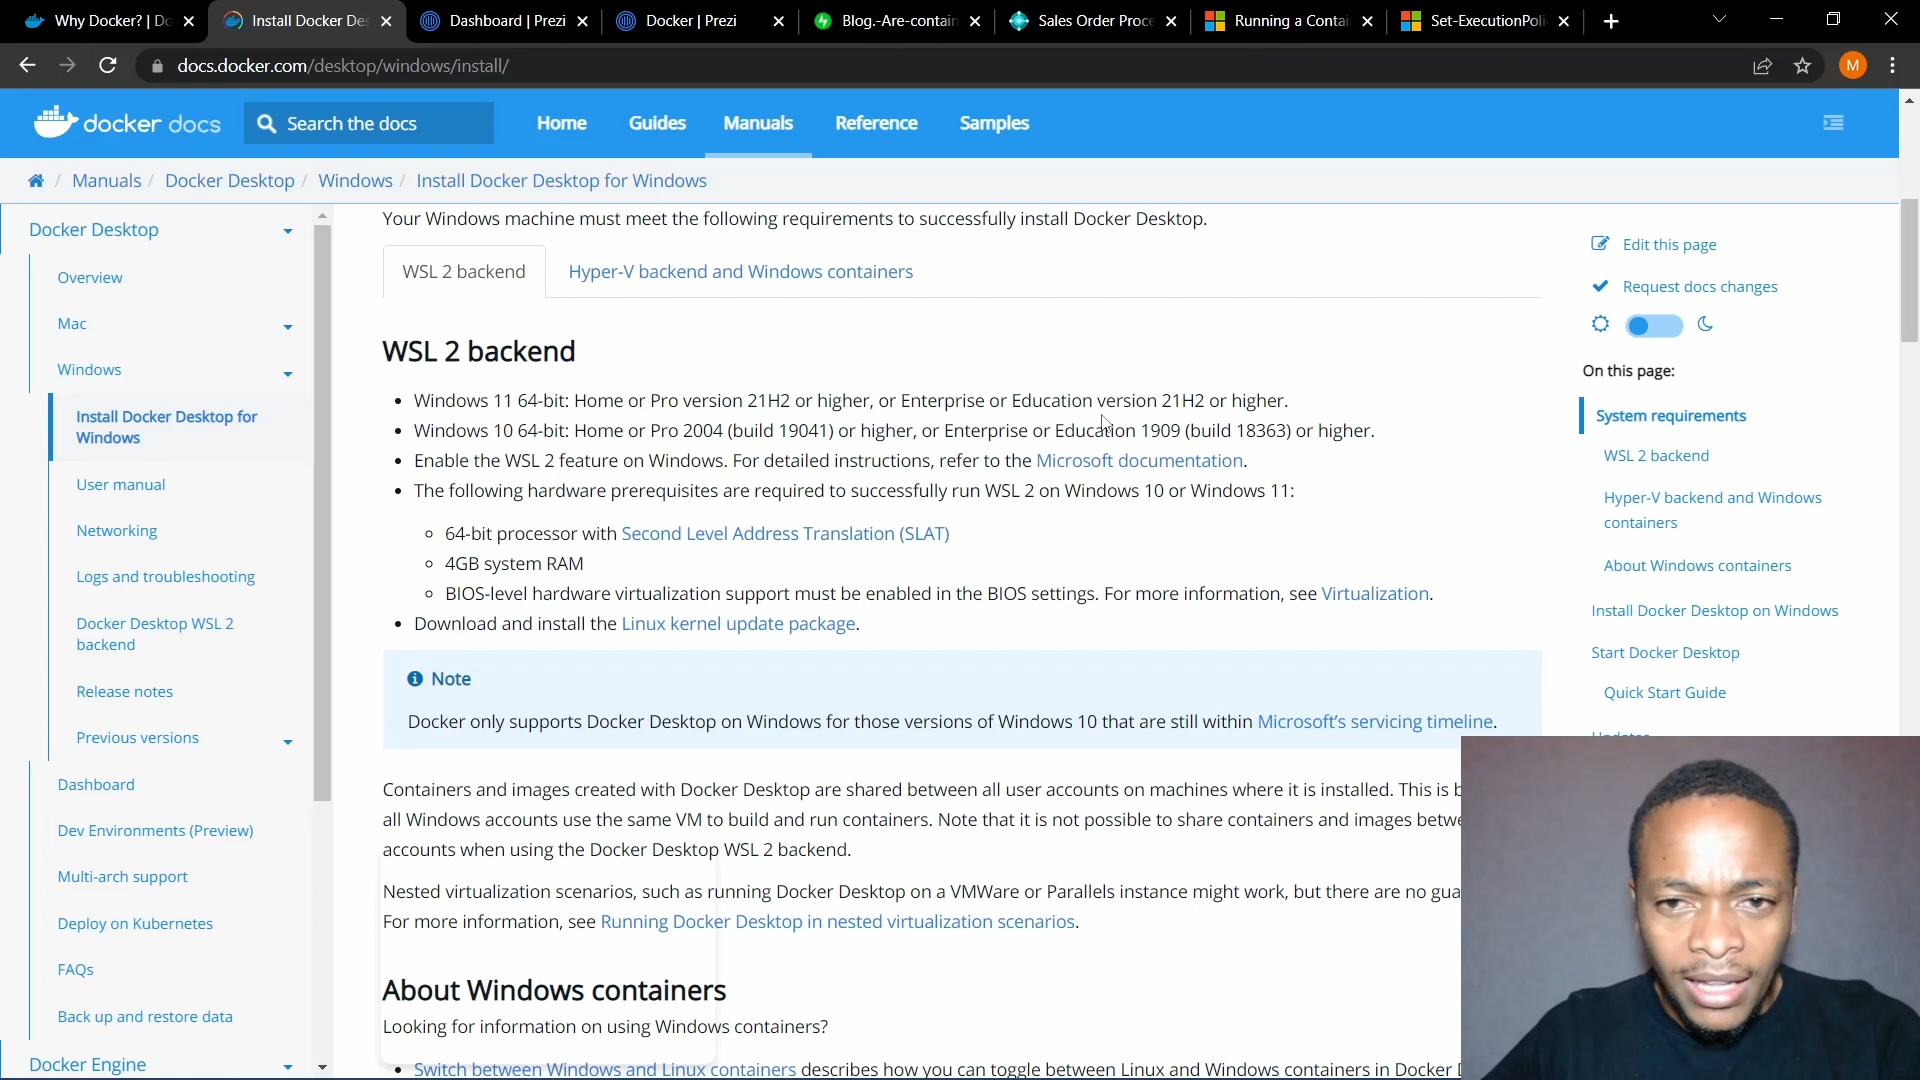 Why Docker? | Do
Install Docker Des
Dashboard | Prezi
Docker | Prezi
Blog.-Are-contain
Sales Order Proce
Running a Contai
Set-ExecutionPoli
docs.docker.com/desktop/windows/install/
M
docker docs
Search the docs
Home
Guides
Manuals
Reference
Samples
/ Manuals / Docker Desktop / Windows / Install Docker Desktop for Windows
Docker Desktop
Overview
Mac
Windows
Install Docker Desktop for
Windows
User manual
Networking
Logs and troubleshooting
Docker Desktop WSL 2
backend
Release notes
Previous versions
Dashboard
Dev Environments (Preview)
Multi-arch support
Deploy on Kubernetes
FAQs
Back up and restore data
Docker Engine
Your Windows machine must meet the following requirements to successfully install Docker Desktop.
WSL 2 backend
Hyper-V backend and Windows containers
WSL 2 backend
Windows 11 64-bit: Home or Pro version 21H2 or higher, or Enterprise or Education version 21H2 or higher.
Windows 10 64-bit: Home or Pro 2004 (build 19041) or higher, or Enterprise or Education 1909 (build 18363) or higher.
Enable the WSL 2 feature on Windows. For detailed instructions, refer to the Microsoft documentation.
The following hardware prerequisites are required to successfully run WSL 2 on Windows 10 or Windows 11:
64-bit processor with Second Level Address Translation (SLAT)
4GB system RAM
BIOS-level hardware virtualization support must be enabled in the BIOS settings. For more information, see Virtualization.
Download and install the Linux kernel update package.
Note
Docker only supports Docker Desktop on Windows for those versions of Windows 10 that are still within Microsoft's servicing timeline.
Containers and images created with Docker Desktop are shared between all user accounts on machines where it is installed. This is b
all Windows accounts use the same VM to build and run containers. Note that it is not possible to share containers and images betwe
accounts when using the Docker Desktop WSL 2 backend.
Nested virtualization scenarios, such as running Docker Desktop on a VMWare or Parallels instance might work, but there are no gua
For more information, see Running Docker Desktop in nested virtualization scenarios.
About Windows containers
Looking for information on using Windows containers?
Switch between Windows and Linux containers describes how you can toggle between Linux and Windows containers in Docker D
Edit this page
Request docs changes
On this page:
System requirements
WSL 2 backend
Hyper-V backend and Windows
containers
About Windows containers
Install Docker Desktop on Windows
Start Docker Desktop
Quick Start Guide